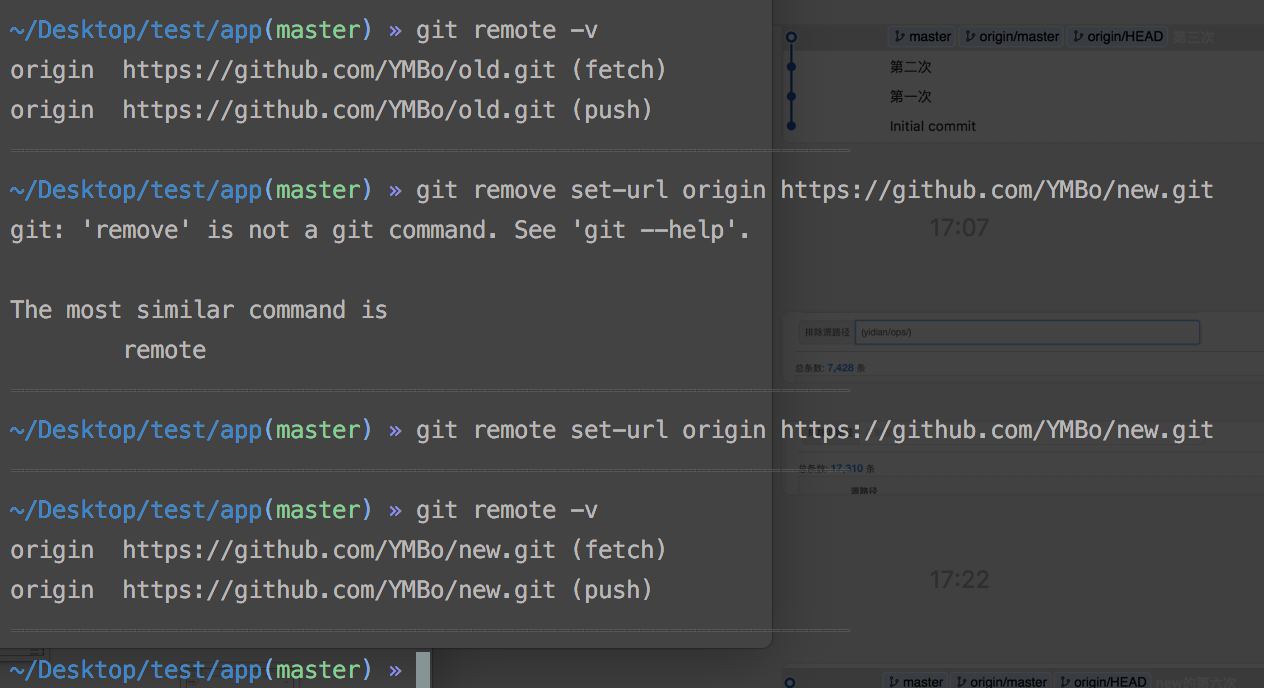 ~/Desktop/test/app(master) » git remote -v
origin  https://github.com/YMBo/old.git (fetch)
origin  https://github.com/YMBo/old.git (push)
~/Desktop/test/app(master) » git remove set-url origin https://github.com/YMBo/new.git
git: 'remove' is not a git command. See 'git --help'.
The most similar command is
remote
~/Desktop/test/app(master) » git remote set-url origin https://github.com/YMBo/new.git
~/Desktop/test/app(master) » git remote -v
origin  https://github.com/YMBo/new.git (fetch)
origin  https://github.com/YMBo/new.git (push)
~/Desktop/test/app(master) »
master origin/master origin/HEAD 第三次
第二次
第一次
Initial commit
17:07
排除源路径 (yidian/ops/)
总条数: 7,428 条
总条数: 17,310 条
源路径
17:22
master origin/master origin/HEAD new的第六次